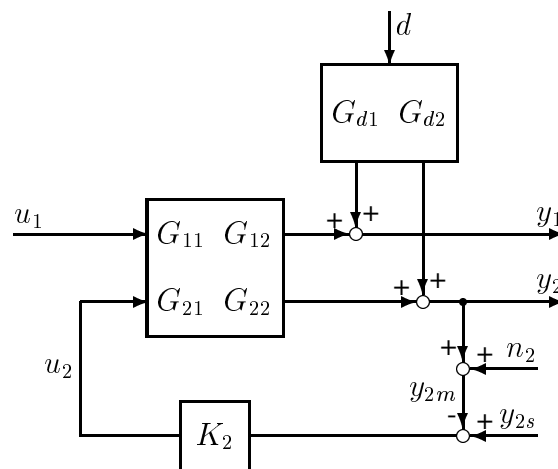 d
G_{d1} G_{d2}
+ +
u_1 G_{11} G_{12} y_1
+ +
G_{21} G_{22} y_2
u_2
+ + n_2
y_{2m}
- + y_{2s}
K_2